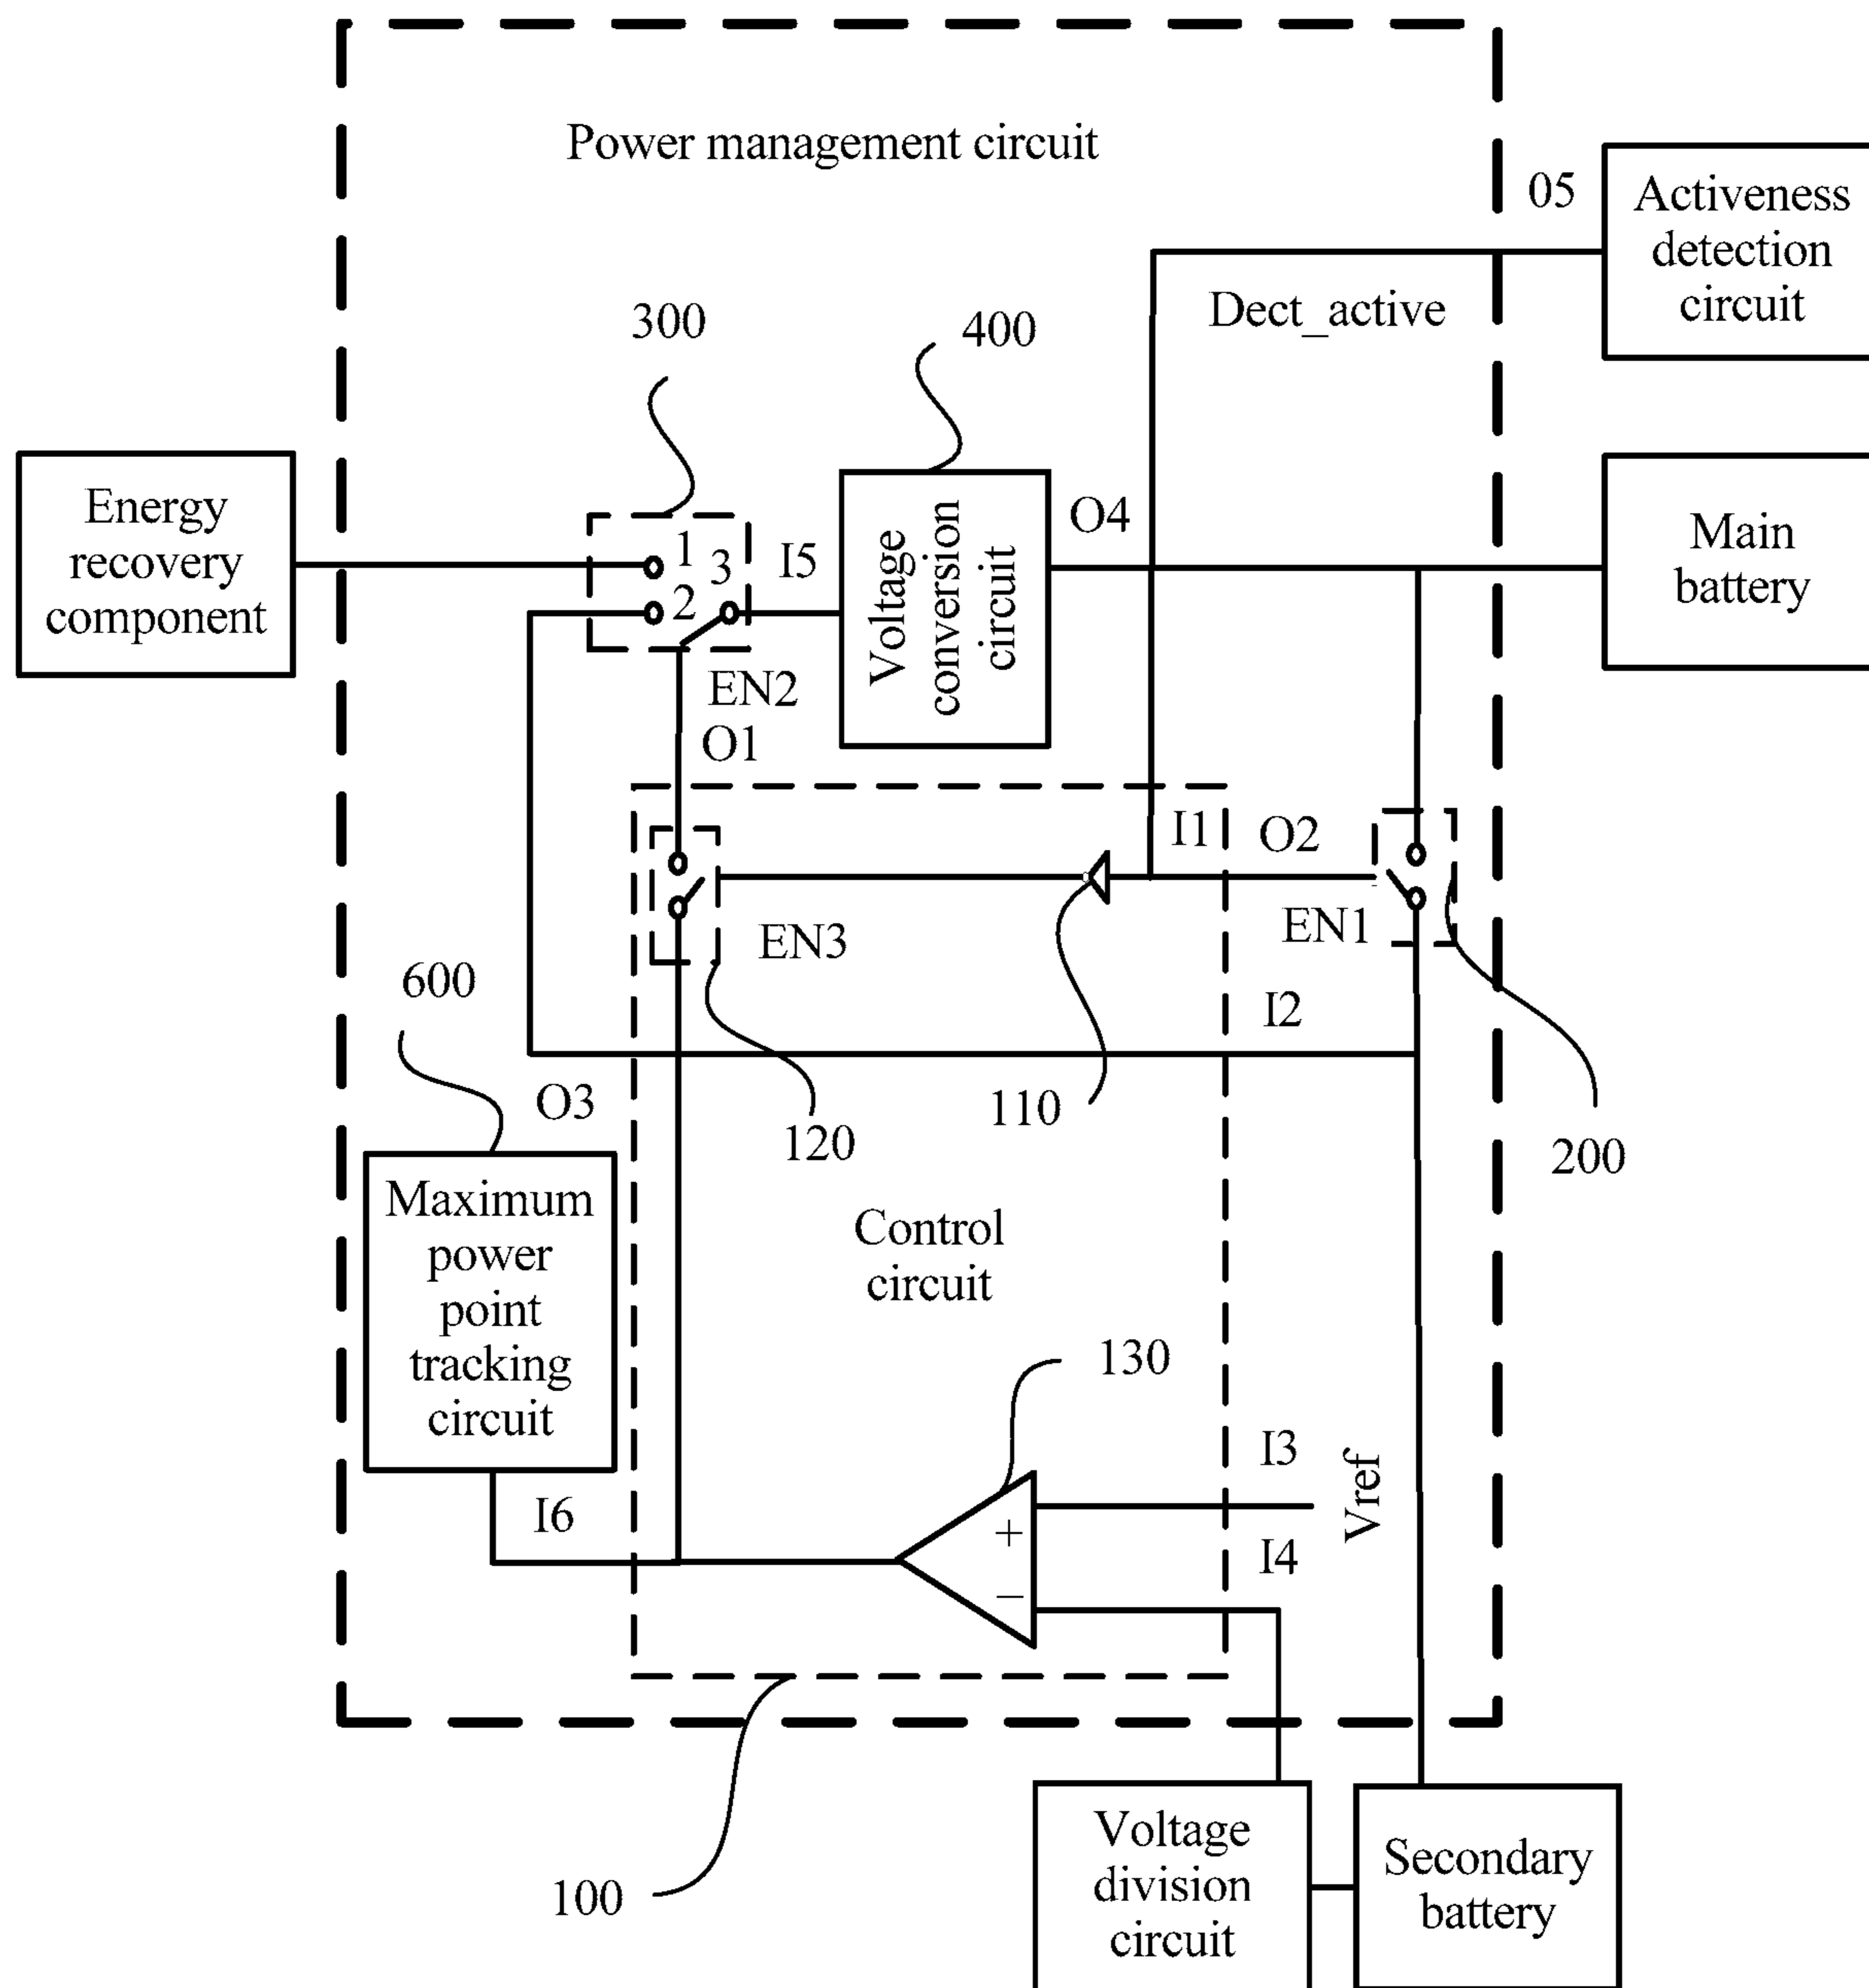 Power management circuit
05
Activeness
detection
circuit
Dect_active
300
400
Energy
recovery
component
1
2
3
I5
Voltage
conversion
circuit
O4
Main
battery
EN2
O1
I1
O2
EN3
EN1
600
I2
O3
120
110
200
Maximum
power
point
tracking
circuit
Control
circuit
130
I3
I6
+
−
I4
Vref
100
Voltage
division
circuit
Secondary
battery